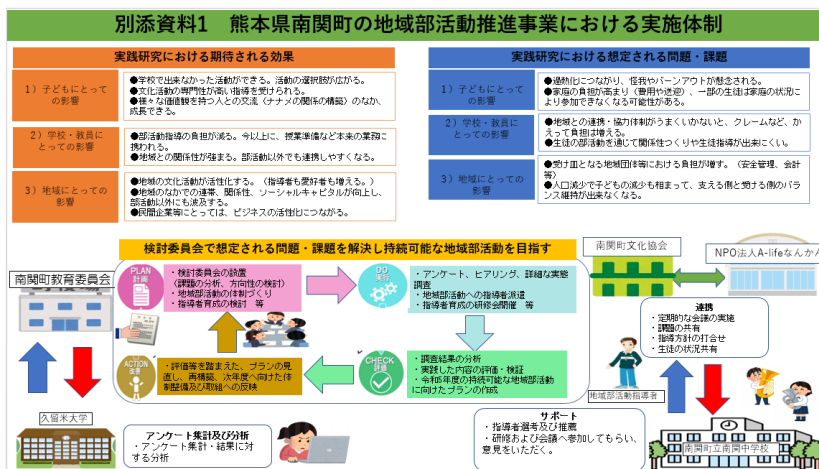 別添資料1　熊本県南関町の地域部活動推進事業における実施体制
実践研究における期待される効果
1）子どもにとって
の影響
●学校で出来なかった活動ができる。活動の選択肢が広がる。
●文化活動の専門性が高い指導を受けられる。
●様々な価値観を持つ人との交流（ナナメの関係の構築）のなか、
成長できる。
2）学校・教員に
とっての影響
●部活動指導の負担が減る。今以上に、授業準備など本来の業務に
携われる。
●地域との関係性が強まる。部活動以外でも連携しやすくなる。
3）地域にとっての
影響
●地域の文化活動が活性化する。（指導者も愛好者も増える。）
●地域のなかでの連帯、関係性、ソーシャルキャピタルが向上し、
部活動以外にも波及する。
●民間企業等にとっては、ビジネスの活性化につながる。
実践研究における想定される問題・課題
1）子どもにとって
の影響
●過熱化につながり、怪我やバーンアウトが懸念される。
●家庭の負担が高まり（費用や送迎）、一部の生徒は家庭の状況に
より参加できなくなる可能性がある。
2）学校・教員に
とっての影響
●地域との連携・協力体制がうまくいかないと、クレームなど、か
えって負担は増える。
●生徒の部活動を通じて関係性つくりや生徒指導が出来にくい。
3）地域にとっての
影響
●受け皿となる地域団体等における負担が増す。（安全管理、会計
等）
●人口減少で子どもの減少も相まって、支える側と受ける側のバラ
ンス維持が出来なくなる。
検討委員会で想定される問題・課題を解決し持続可能な地域部活動を目指す
南関町教育委員会
PLAN
計画
・検討委員会の設置
（課題の分析、方向性の検討）
・地域部活動の体制づくり
・指導者育成の検討　等
DO
実行
・アンケート、ヒアリング、詳細な実態
調査
・地域部活動への指導者派遣
・指導者育成の研修会開催　等
ACTION
改善
・評価等を踏まえた、プランの見
直し、再構築、次年度へ向けた体
制整備及び取組への反映
CHECK
評価
・調査結果の分析
・実践した内容の評価・検証
・令和5年度の持続可能な地域部活動
に向けたプランの作成
南関町文化協会
NPO法人A-lifeなんかん
連携
・定期的な会議の実施
・課題の共有
・指導方針の打合せ
・生徒の状況共有
地域部活動指導者
久留米大学
アンケート集計及び分析
・アンケート集計・結果に対
する分析
サポート
・指導者選考及び推薦
・研修および会議へ参加してもらい、
意見をいただく。
南関町立南関中学校